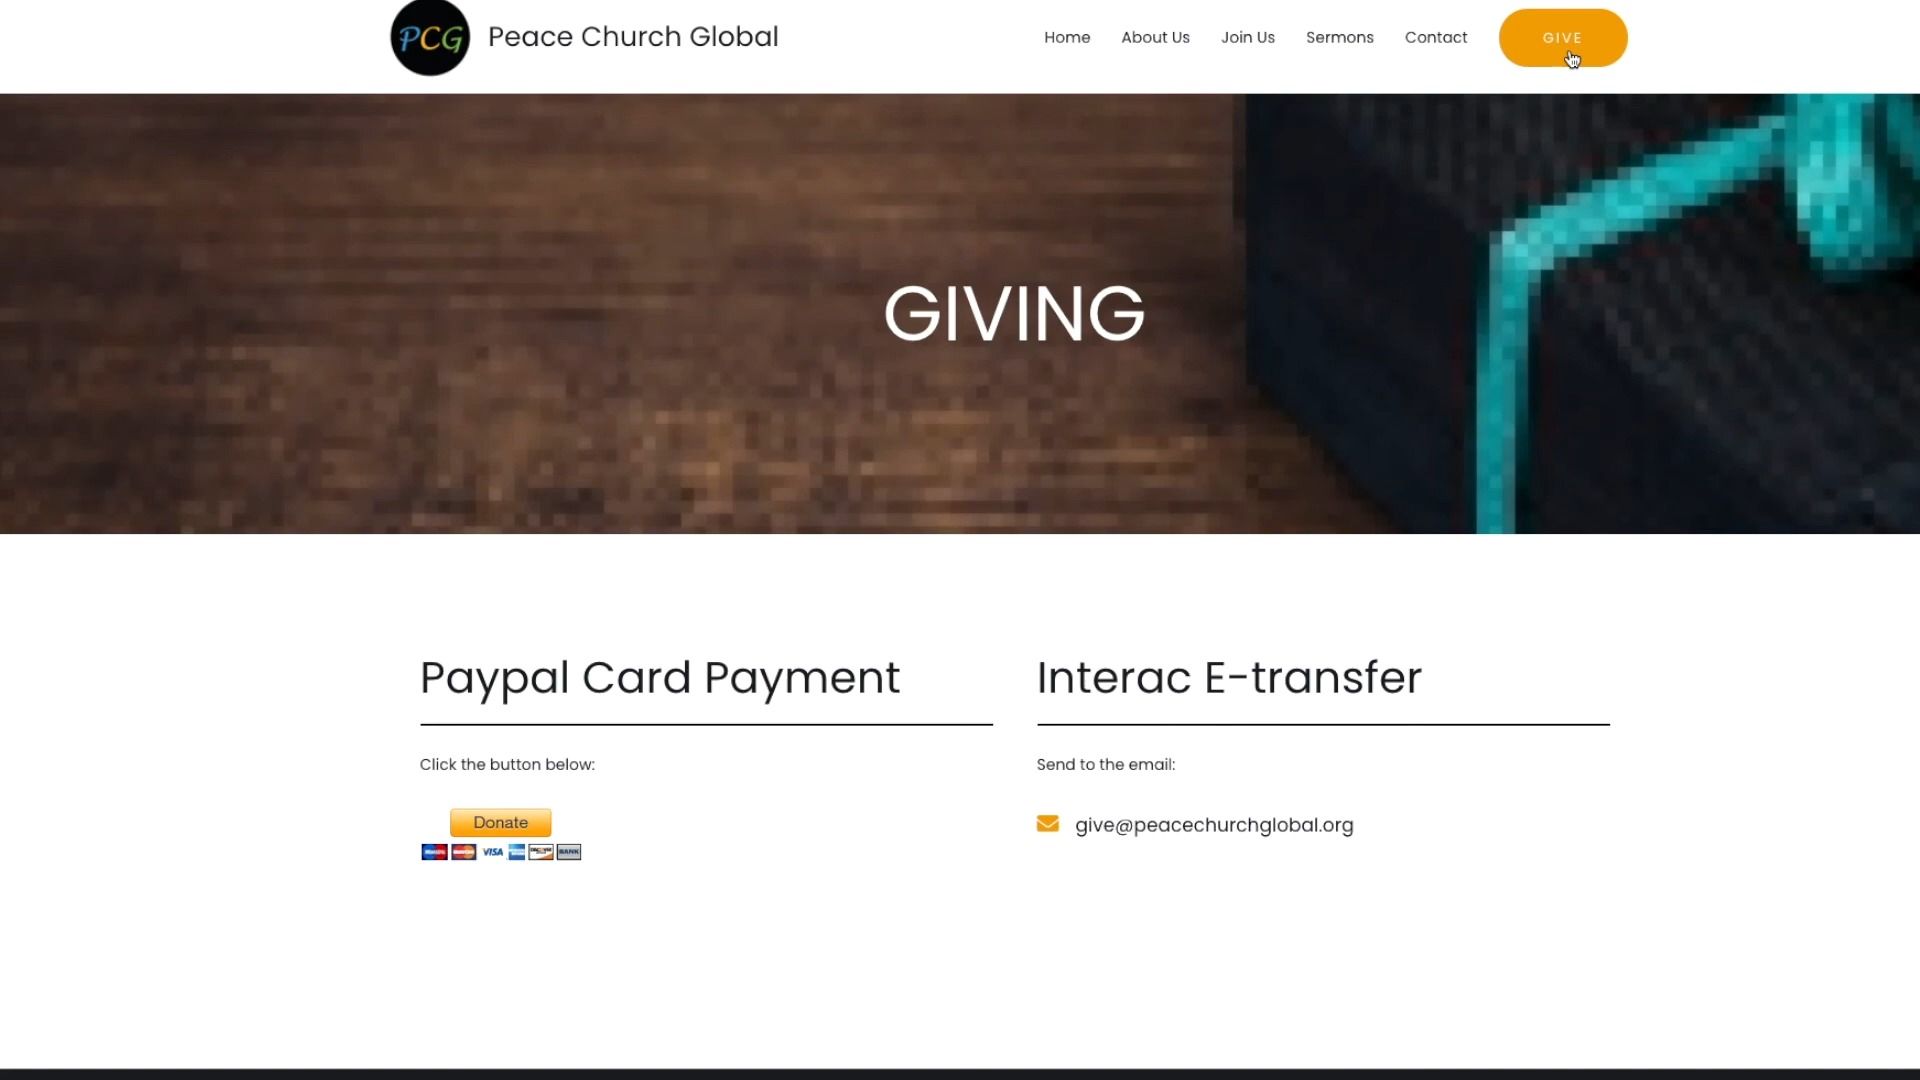 PCG Peace Church Global Home About Us Join Us Sermons Contact GIVE
GIVING
Paypal Card Payment
Click the button below:
Donate
VISA BANK
Interac E-transfer
Send to the email:
give@peacechurchglobal.org